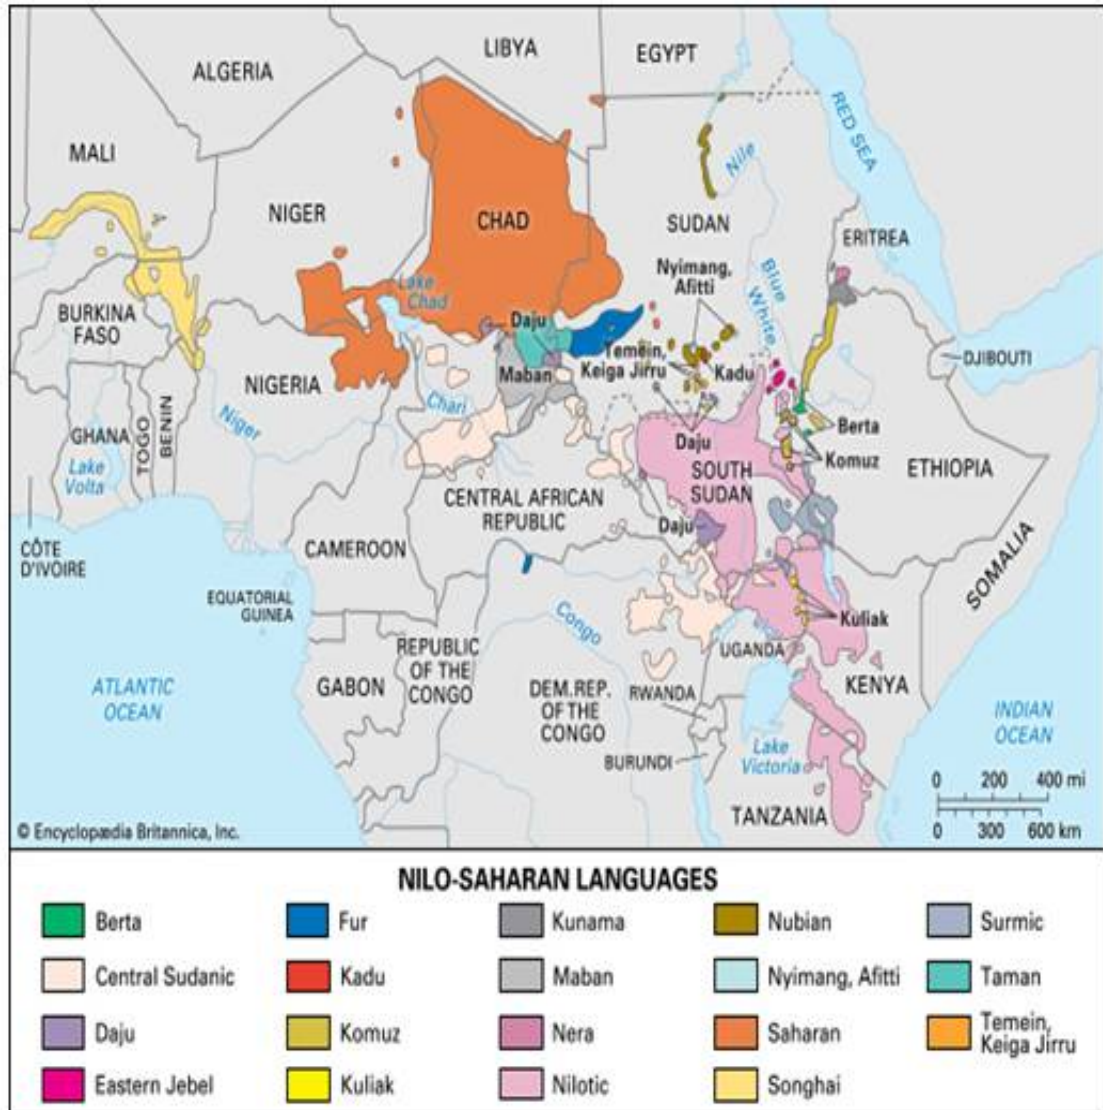 LIBYA
EGYPT
ALGERIA
RED SEA
MALI
Nile
NIGER
CHAD
SUDAN
ERITREA
Nyimang,
Afitti
Blue
White
Lake
Chad
BURKINA
FASO
Daju
Temein,
Keiga Jirru
DJIBOUTI
Maban
Kadu
NIGERIA
Chari
Niger
GHANA
TOGO
BENIN
Berta
Daju
Komuz
Lake
Volta
SOUTH
SUDAN
ETHIOPIA
CENTRAL AFRICAN
REPUBLIC
Daju
CÔTE
D'IVOIRE
CAMEROON
SOMALIA
EQUATORIAL
GUINEA
Congo
Kuliak
REPUBLIC
OF THE
CONGO
UGANDA
ATLANTIC
OCEAN
GABON
DEM.REP.
OF THE
CONGO
RWANDA
KENYA
INDIAN
OCEAN
BURUNDI
Lake
Victoria
0 200 400 mi
0 300 600 km
TANZANIA
© Encyclopædia Britannica, Inc.
NILO-SAHARAN LANGUAGES
Berta
Fur
Kunama
Nubian
Surmic
Central Sudanic
Kadu
Maban
Nyimang, Afitti
Taman
Daju
Komuz
Nera
Saharan
Temein,
Keiga Jirru
Eastern Jebel
Kuliak
Nilotic
Songhai